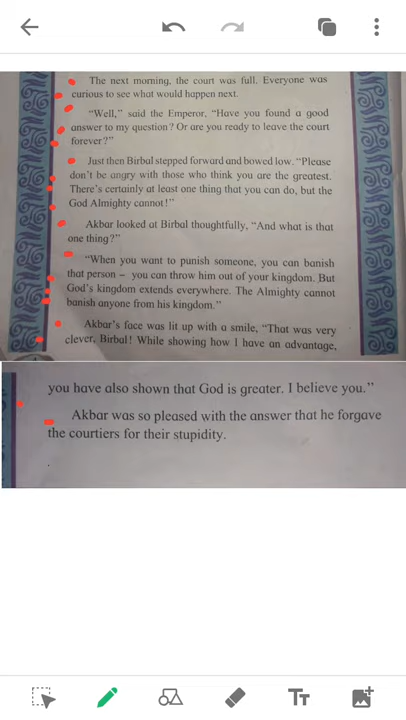 The next morning, the court was full. Everyone was
curious to see what would happen next.
"Well," said the Emperor, "Have you found a good
answer to my question? Or are you ready to leave the court
forever?"
Just then Birbal stepped forward and bowed low. "Please
don't be angry with those who think you are the greatest.
There's certainly at least one thing that you can do, but the
God Almighty cannot!"
Akbar looked at Birbal thoughtfully, "And what is that
one thing?"
"When you want to punish someone, you can banish
that person – you can throw him out of your kingdom. But
God's kingdom extends everywhere. The Almighty cannot
banish anyone from his kingdom."
Akbar's face was lit up with a smile, "That was very
clever, Birbal! While showing how I have an advantage,
you have also shown that God is greater. I believe you."
Akbar was so pleased with the answer that he forgave
the courtiers for their stupidity.
TT